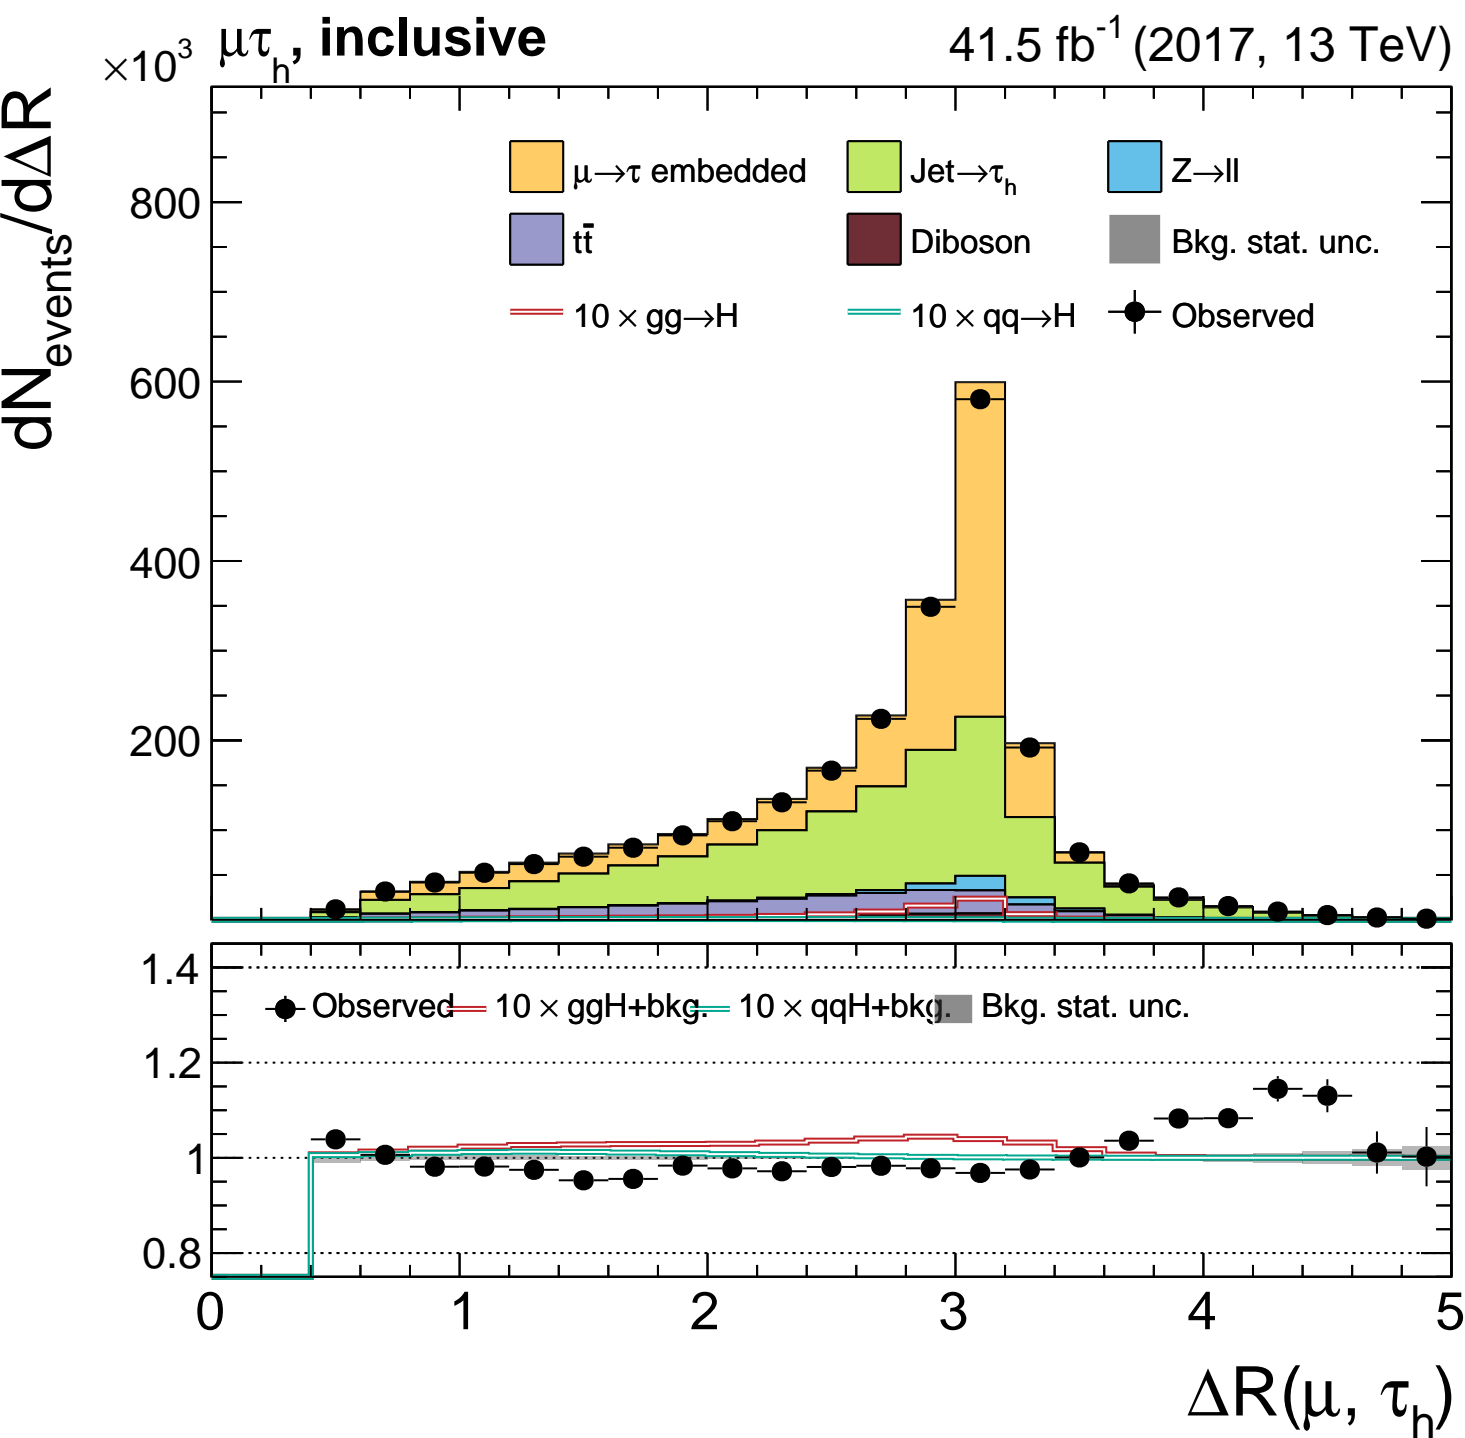 ×10³ μτₕ, inclusive 41.5 fb⁻¹ (2017, 13 TeV)
dN_events/dΔR
μ→τ embedded Jet→τₕ Z→ll
tt̄ Diboson Bkg. stat. unc.
10 × gg→H 10 × qq→H Observed
800
600
400
200
1.4
Observed 10 × ggH+bkg. 10 × qqH+bkg. Bkg. stat. unc.
1.2
1
0.8
0 1 2 3 4 5
ΔR(μ, τₕ)